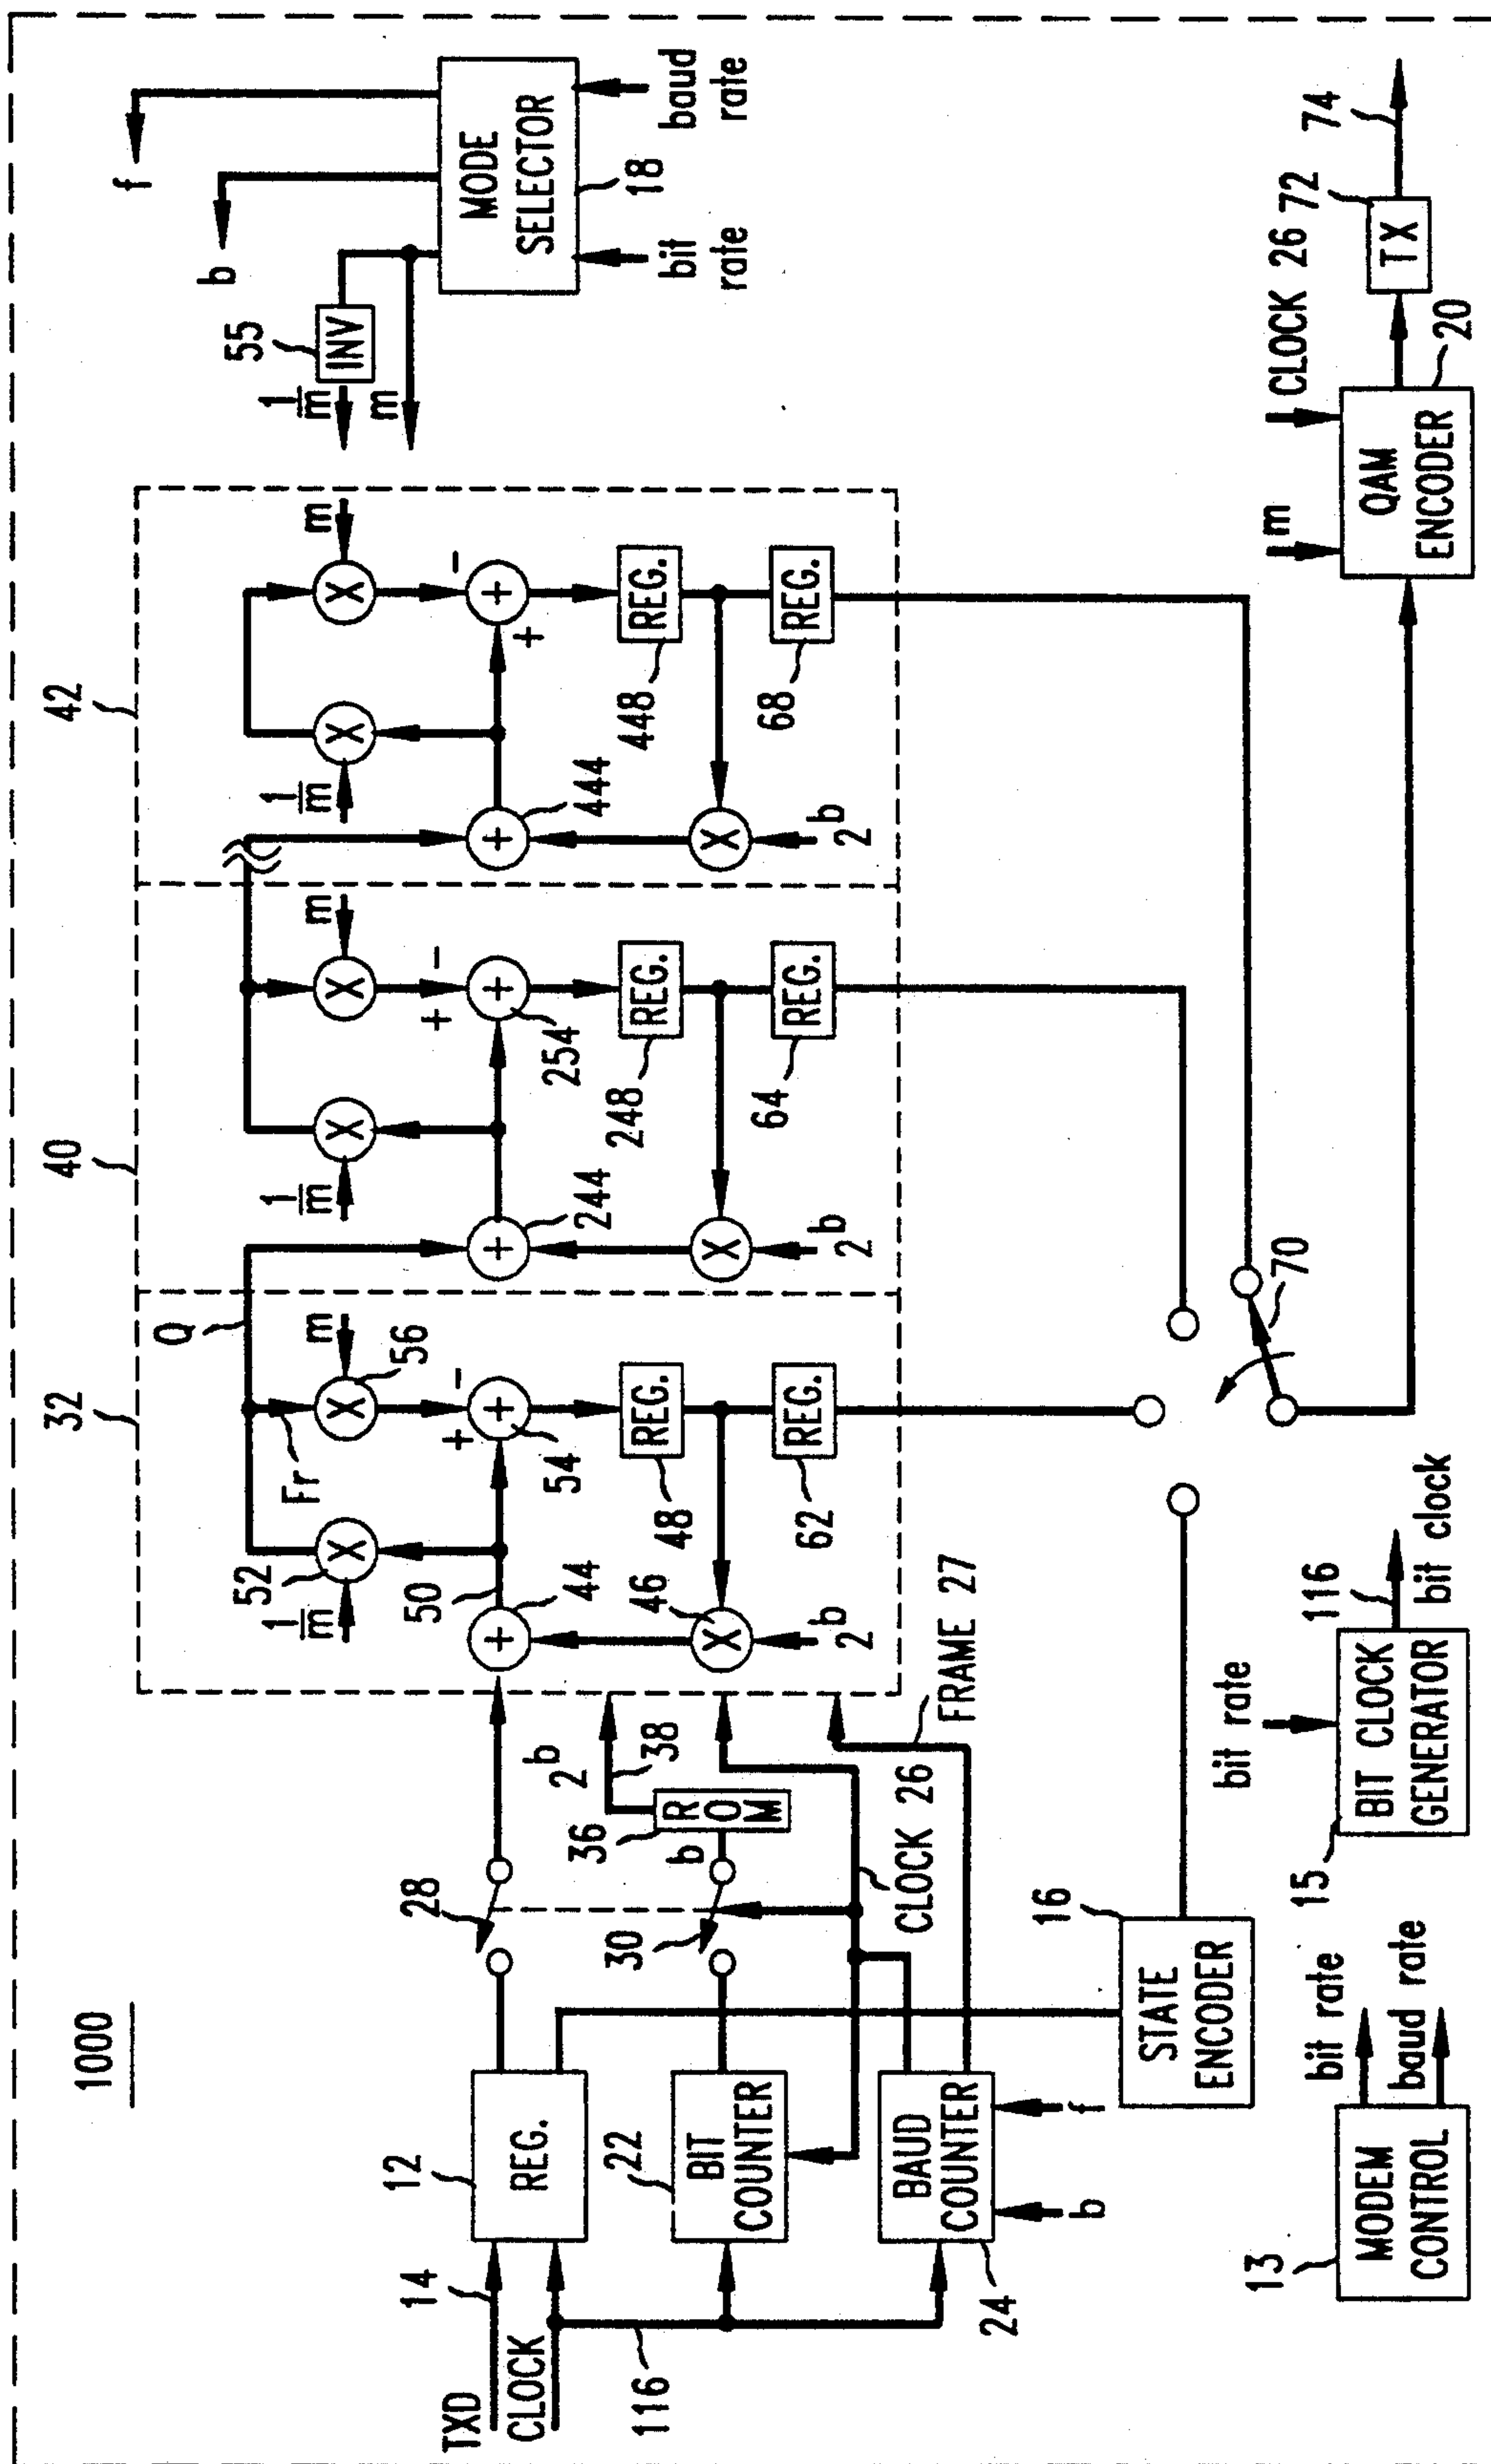 1000
TXD
CLOCK
14
116
12
REG.
22
BIT
COUNTER
BAUD
COUNTER
24
b
f
28
30
36
b
R O M
2^b
38
CLOCK 26
FRAME 27
32
1/m
52
Fr
Q
m
56
50
44
+
54
+
-
46
2^b
48
REG.
62
REG.
40
1/m
m
244
254
+
-
2^b
248
REG.
64
REG.
42
1/m
m
444
+
-
2^b
448
REG.
68
REG.
f
b
55
INV
1/m
m
MODE
SELECTOR
18
bit
rate
baud
rate
13
MODEM
CONTROL
bit rate
baud rate
16
STATE
ENCODER
15
BIT CLOCK
GENERATOR
bit rate
116
bit clock
70
m
CLOCK 26
QAM
ENCODER
20
72
TX
74